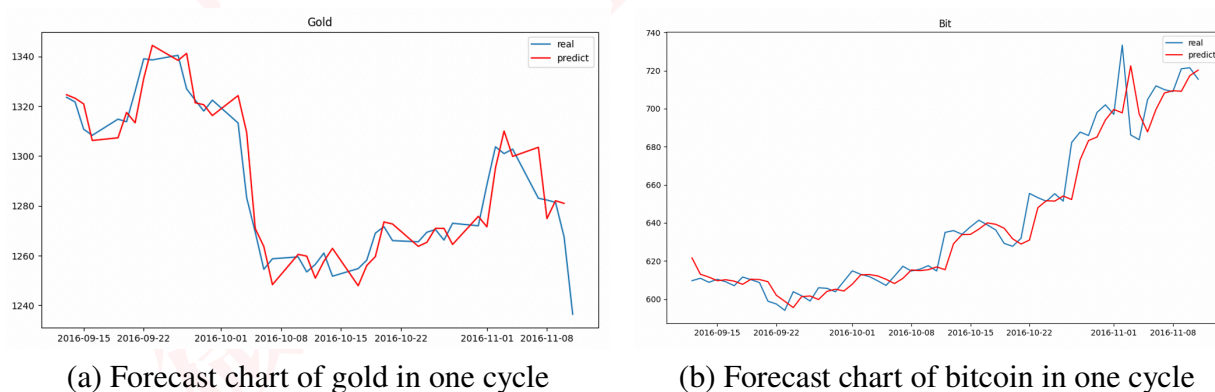 Gold
1340
1320
1300
1280
1260
1240
2016-09-15 2016-09-22 2016-10-01 2016-10-08 2016-10-15 2016-10-22 2016-11-01 2016-11-08
real
predict
(a) Forecast chart of gold in one cycle
Bit
740
720
700
680
660
640
620
600
2016-09-15 2016-09-22 2016-10-01 2016-10-08 2016-10-15 2016-10-22 2016-11-01 2016-11-08
real
predict
(b) Forecast chart of bitcoin in one cycle